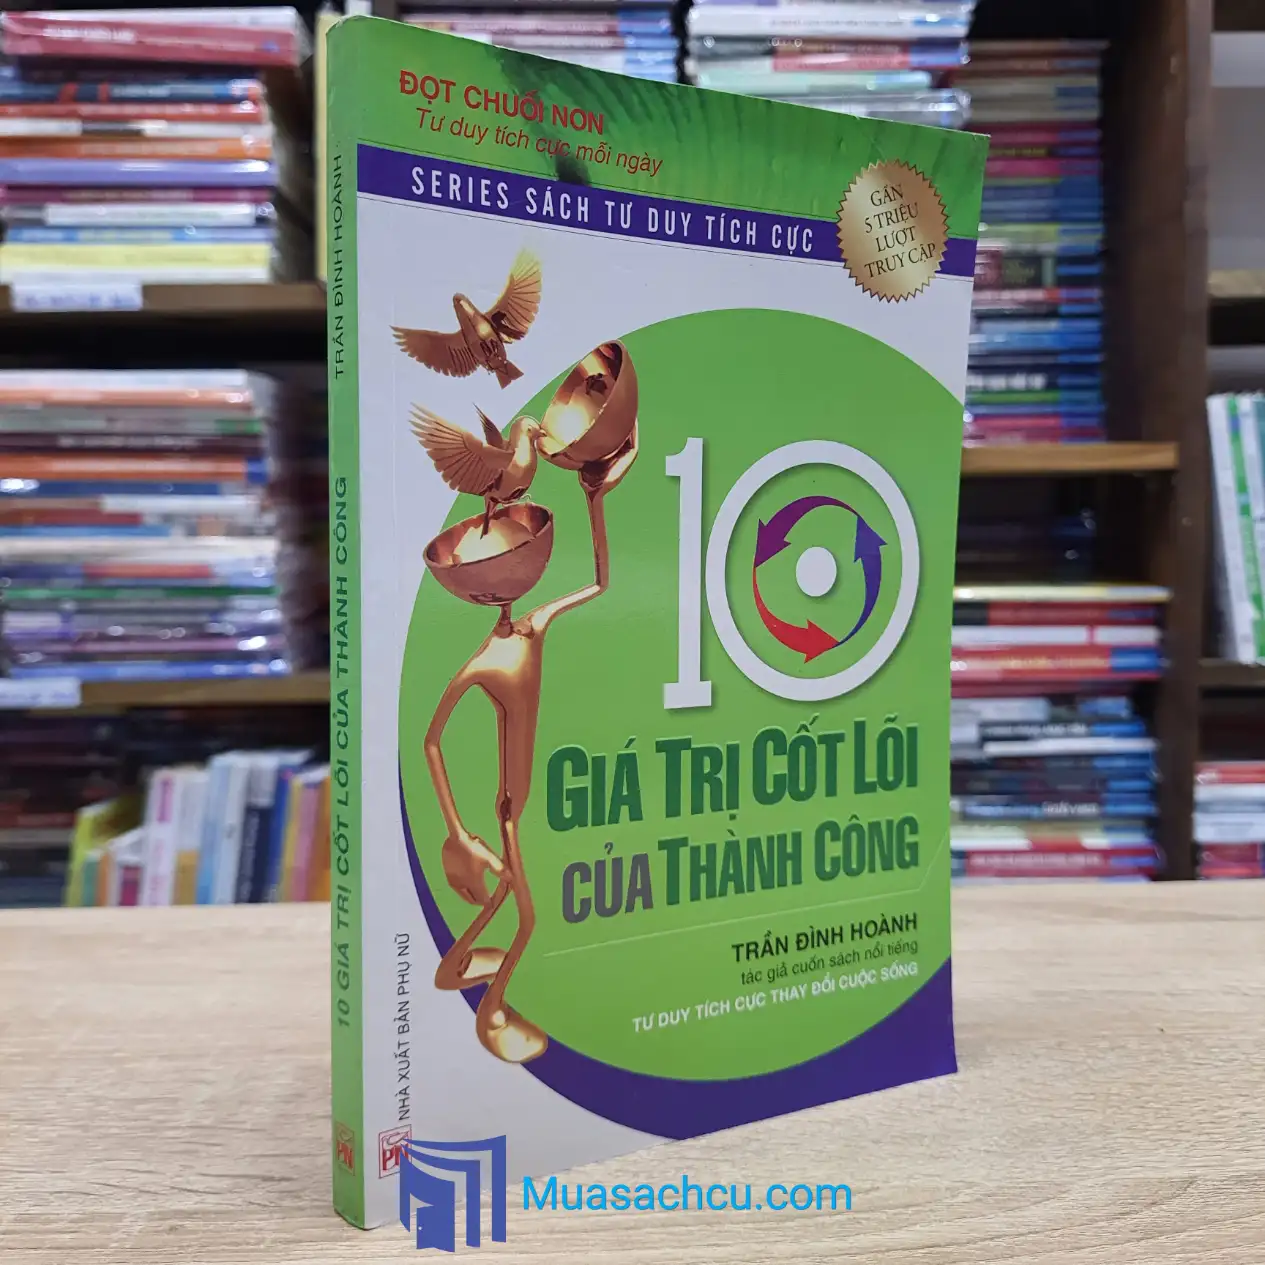 ĐỌT CHUỐI NON
Tư duy tích cực mỗi ngày
SERIES SÁCH TƯ DUY TÍCH CỰC
GẦN
5 TRIỆU
LƯỢT
TRUY CẬP
10
GIÁ TRỊ CỐT LÕI
CỦA THÀNH CÔNG
TRẦN ĐÌNH HOÀNH
tác giả cuốn sách nổi tiếng
TƯ DUY TÍCH CỰC THAY ĐỔI CUỘC SỐNG
NHÀ XUẤT BẢN PHỤ NỮ
PN
TRẦN ĐÌNH HOÀNH
10 GIÁ TRỊ CỐT LÕI CỦA THÀNH CÔNG
PN
Muasachcu.com